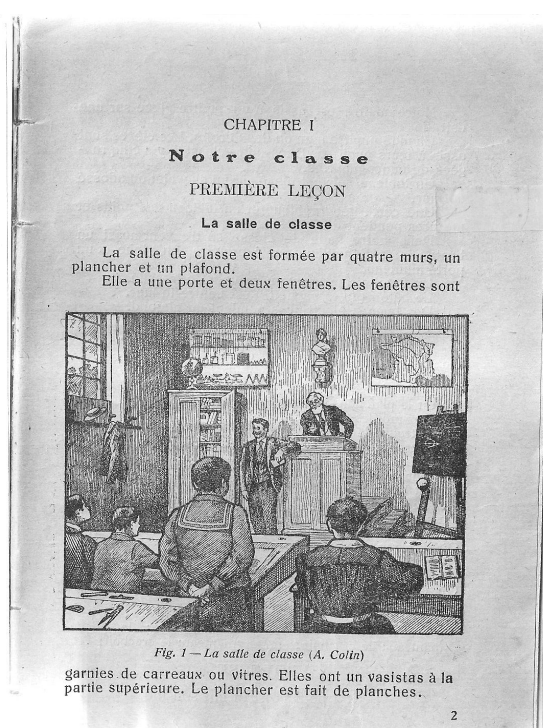 CHAPITRE I
Notre classe
PREMIÈRE LEÇON
La salle de classe
La salle de classe est formée par quatre murs, un
plancher et un plafond.
Elle a une porte et deux fenêtres. Les fenêtres sont
Fig. 1 — La salle de classe (A. Colin)
garnies de carreaux ou vitres. Elles ont un vasistas à la
partie supérieure. Le plancher est fait de planches.
2